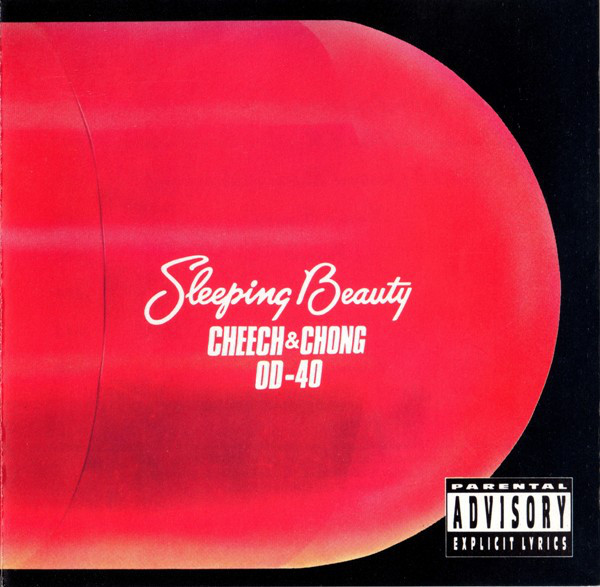 Sleeping Beauty
CHEECH & CHONG
OD-40
PARENTAL
ADVISORY
EXPLICIT LYRICS